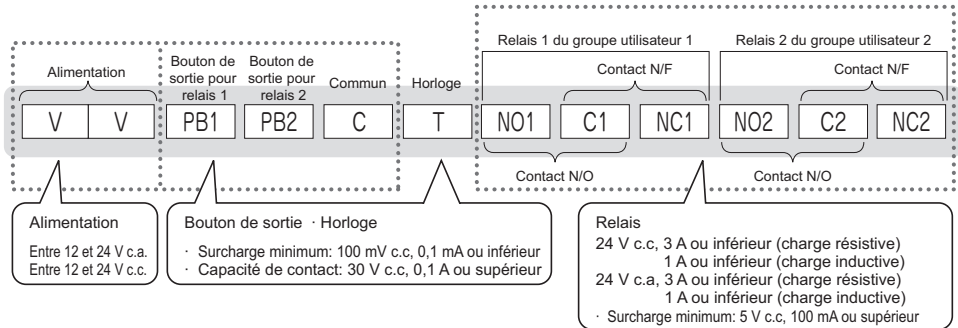 Relais 1 du groupe utilisateur 1
Relais 2 du groupe utilisateur 2
Alimentation
Bouton de
sortie pour
relais 1
Bouton de
sortie pour
relais 2
Commun
Horloge
Contact N/F
Contact N/F
V V PB1 PB2 C T NO1 C1 NC1 NO2 C2 NC2
Contact N/O
Contact N/O
Alimentation
Entre 12 et 24 V c.a.
Entre 12 et 24 V c.c.
Bouton de sortie · Horloge
· Surcharge minimum: 100 mV c.c, 0,1 mA ou inférieur
· Capacité de contact: 30 V c.c, 0,1 A ou supérieur
Relais
24 V c.c, 3 A ou inférieur (charge résistive)
1 A ou inférieur (charge inductive)
24 V c.a, 3 A ou inférieur (charge résistive)
1 A ou inférieur (charge inductive)
· Surcharge minimum: 5 V c.c, 100 mA ou supérieur